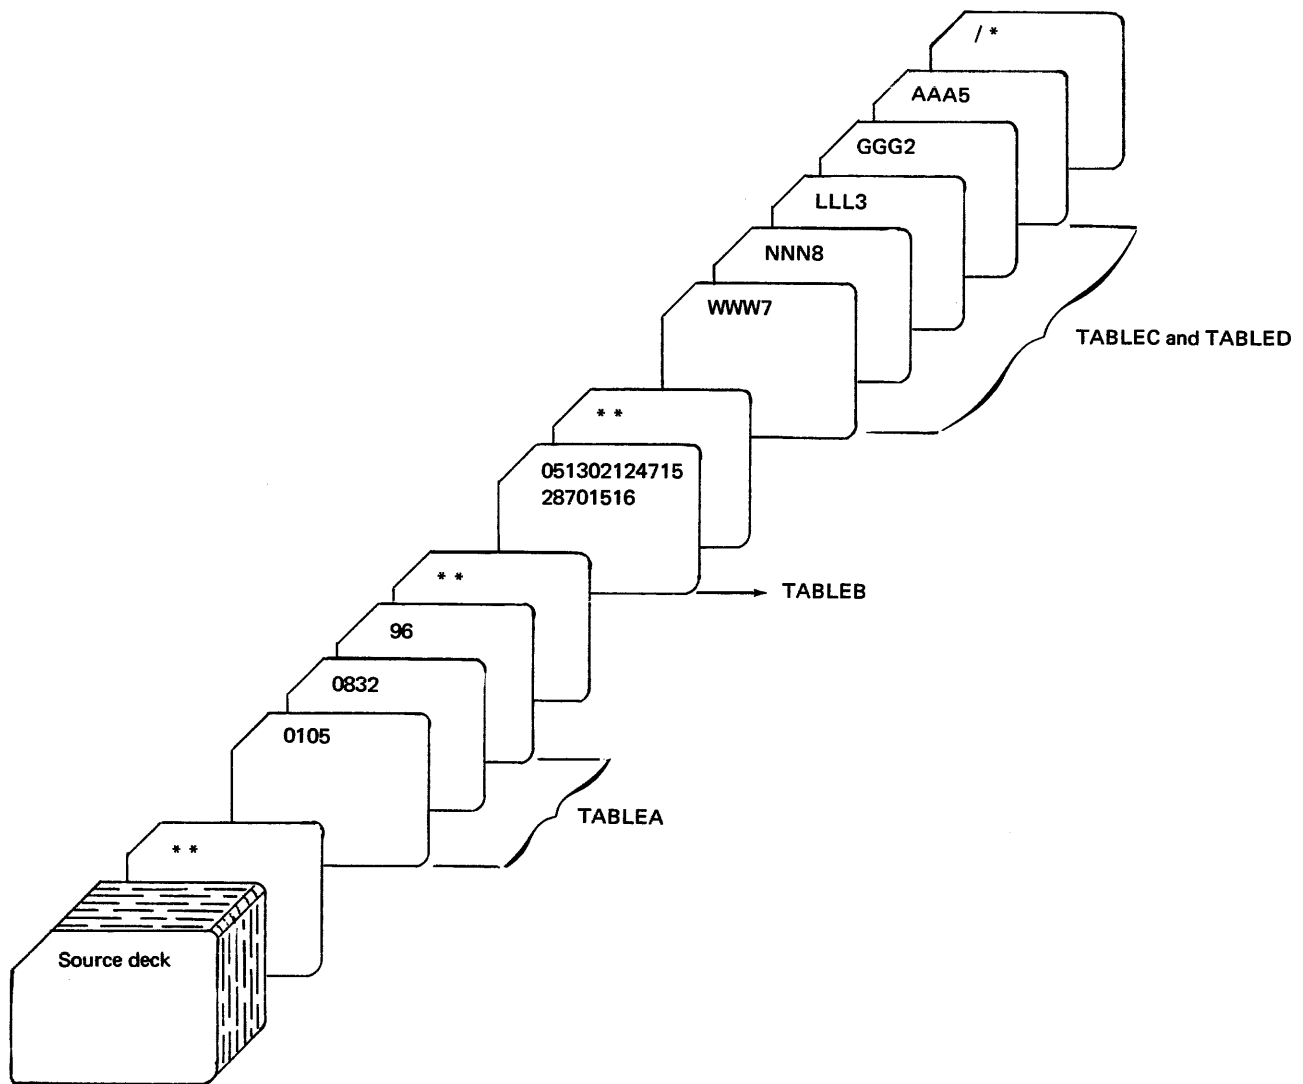 / *
AAA5
GGG2
LLL3
NNN8
WWW7
TABLEC and TABLED
* *
051302124715
28701516
* *
TABLEB
96
0832
0105
TABLEA
* *
Source deck